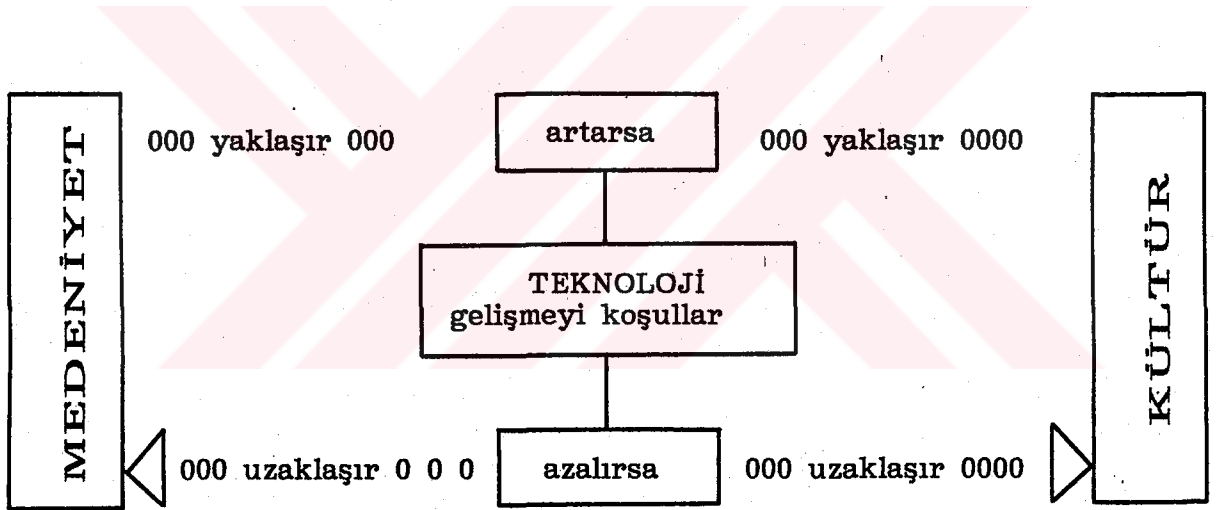 MEDENİYET
000 yaklaşır 000
artarsa
000 yaklaşır 0000
KÜLTÜR
TEKNOLOJİ
gelişmeyi koşullar
000 uzaklaşır 0 0 0
azalırsa
000 uzaklaşır 0000